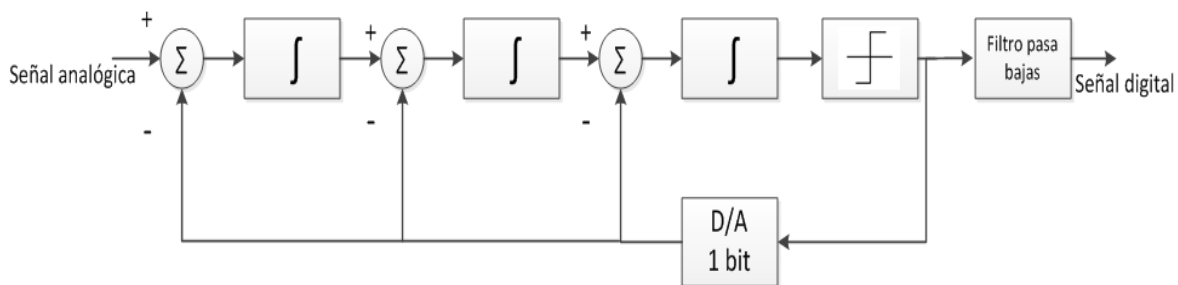 +
Σ
∫
+
Σ
∫
+
Σ
∫
Filtro pasa
bajas
Señal analógica
Señal digital
-
-
-
D/A
1 bit